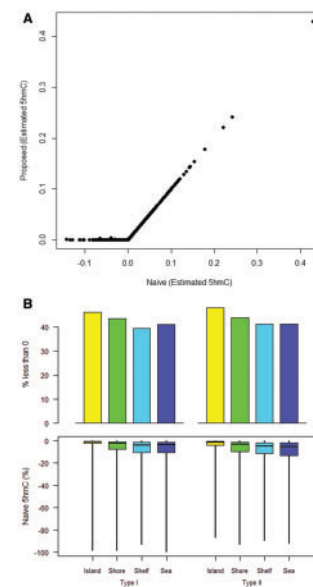 A
0.4
0.3
0.2
0.1
0.0
Proposed (Estimated 5hmC)
-0.1 0.0 0.1 0.2 0.3 0.4
Naive (Estimated 5hmC)
B
% less than 0
40
20
0
Naive 5hmC (%)
0
-20
-40
-60
-80
-100
Island Shore Shelf Sea Island Shore Shelf Sea
Type I Type II